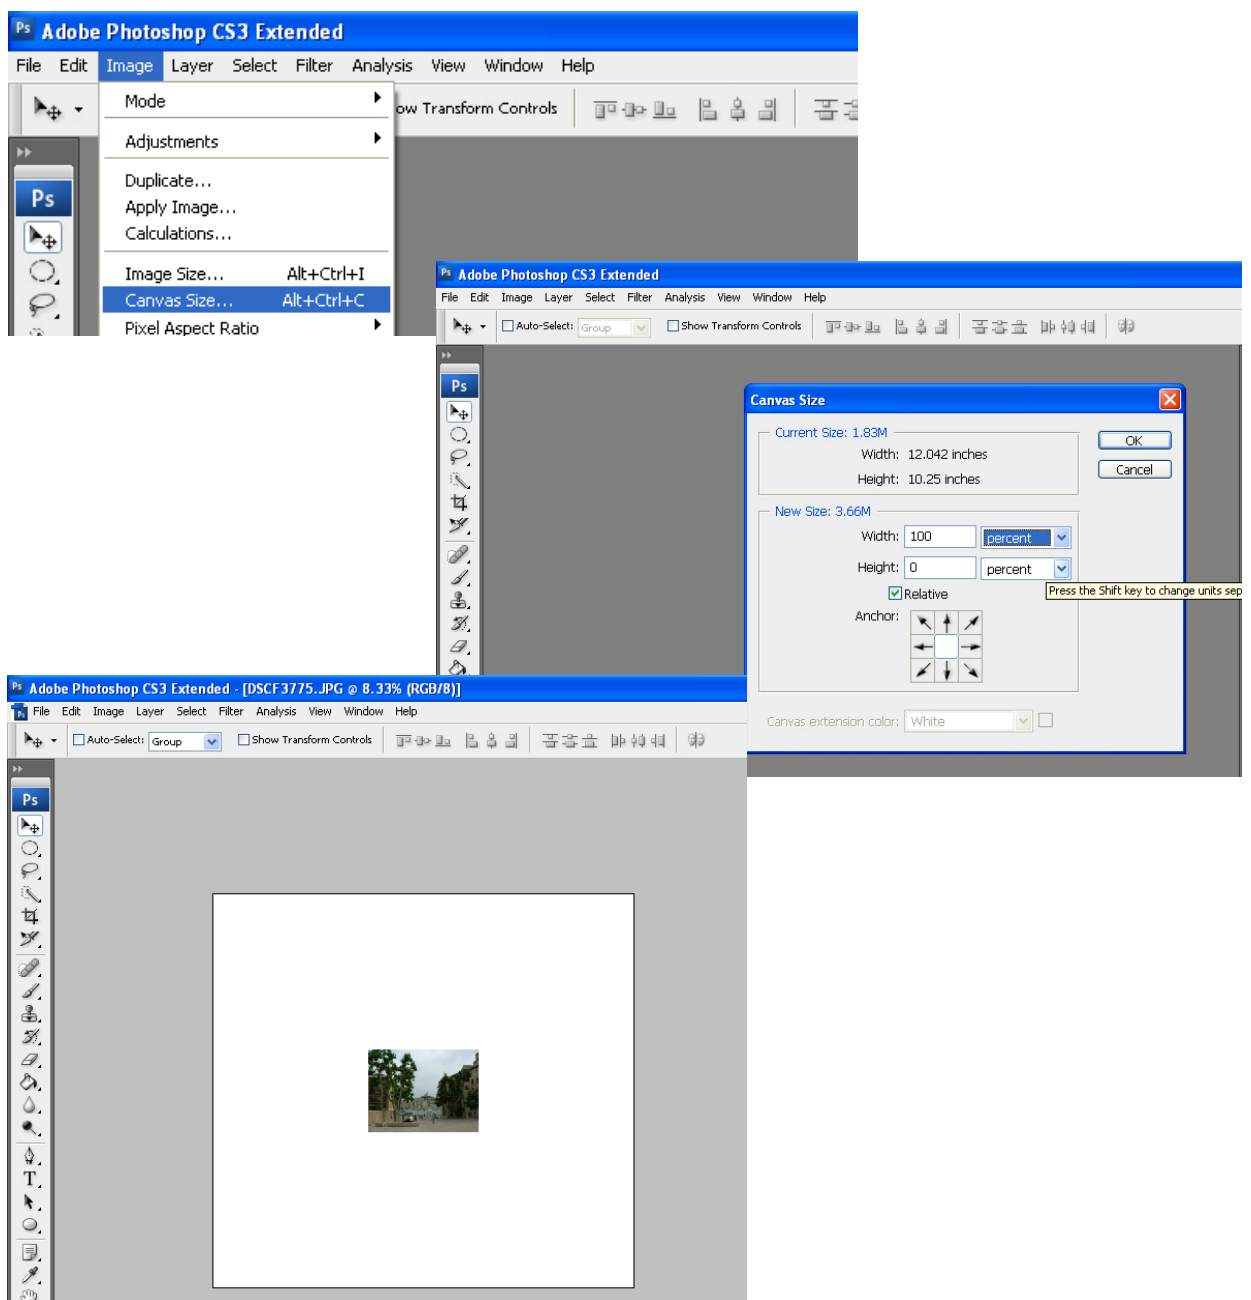 Ps Adobe Photoshop CS3 Extended
File Edit Image Layer Select Filter Analysis View Window Help
Mode
ow Transform Controls
Adjustments
Ps
Duplicate...
Apply Image...
Calculations...
Image Size... Alt+Ctrl+I
Canvas Size... Alt+Ctrl+C
Pixel Aspect Ratio
Ps Adobe Photoshop CS3 Extended
File Edit Image Layer Select Filter Analysis View Window Help
Auto-Select: Group Show Transform Controls
Ps
Canvas Size
Current Size: 1.83M
Width: 12.042 inches
Height: 10.25 inches
OK
Cancel
New Size: 3.66M
Width: 100 percent
Height: 0 percent
Relative
Press the Shift key to change units sep
Anchor:
Canvas extension color: White
Ps Adobe Photoshop CS3 Extended - [DSCF3775.JPG @ 8.33% (RGB/8)]
File Edit Image Layer Select Filter Analysis View Window Help
Auto-Select: Group Show Transform Controls
Ps
T